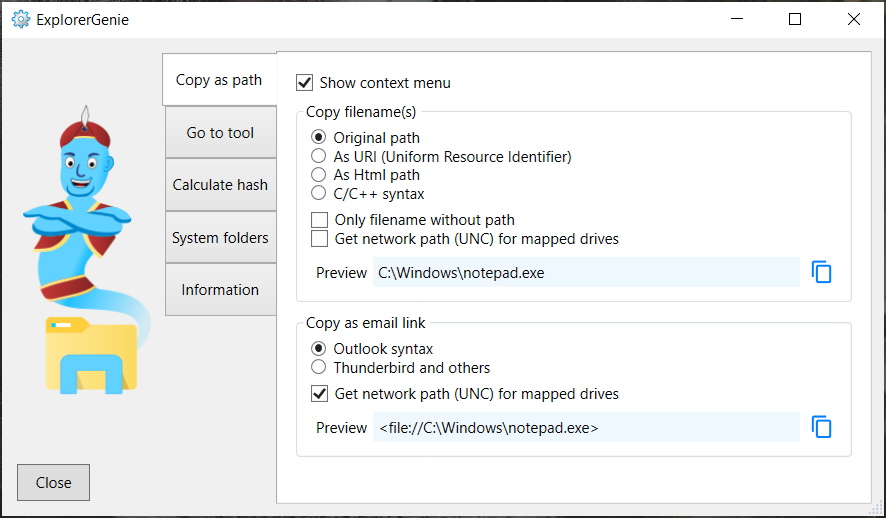 ExplorerGenie
Copy as path
Go to tool
Calculate hash
System folders
Information
Show context menu
Copy filename(s)
Original path
As URI (Uniform Resource Identifier)
As Html path
C/C++ syntax
Only filename without path
Get network path (UNC) for mapped drives
Preview C:\Windows\notepad.exe
Copy as email link
Outlook syntax
Thunderbird and others
Get network path (UNC) for mapped drives
Preview <file://C:\Windows\notepad.exe>
Close